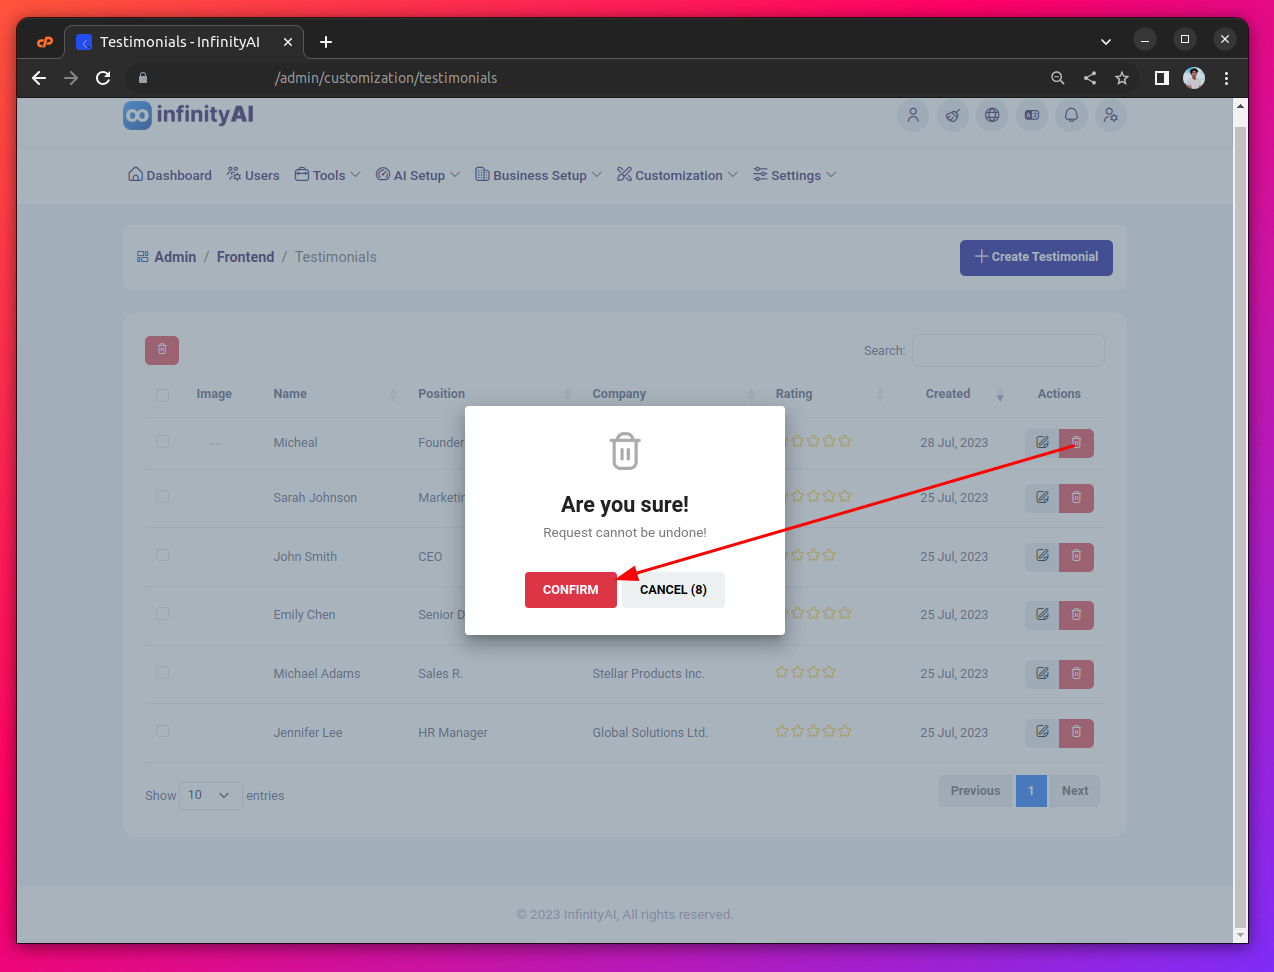 Testimonials - InfinityAI
/admin/customization/testimonials
infinityAI
Dashboard Users Tools AI Setup Business Setup Customization Settings
Admin / Frontend / Testimonials
Create Testimonial
Search:
Image Name Position Company Rating Created Actions
Micheal Founder 28 Jul, 2023
Sarah Johnson 25 Jul, 2023
John Smith CEO 25 Jul, 2023
Emily Chen Senior 25 Jul, 2023
Michael Adams Sales R. Stellar Products Inc. 25 Jul, 2023
Jennifer Lee HR Manager Global Solutions Ltd. 25 Jul, 2023
Are you sure!
Request cannot be undone!
CONFIRM CANCEL (8)
Show 10 entries
Previous 1 Next
© 2023 InfinityAI, All rights reserved.